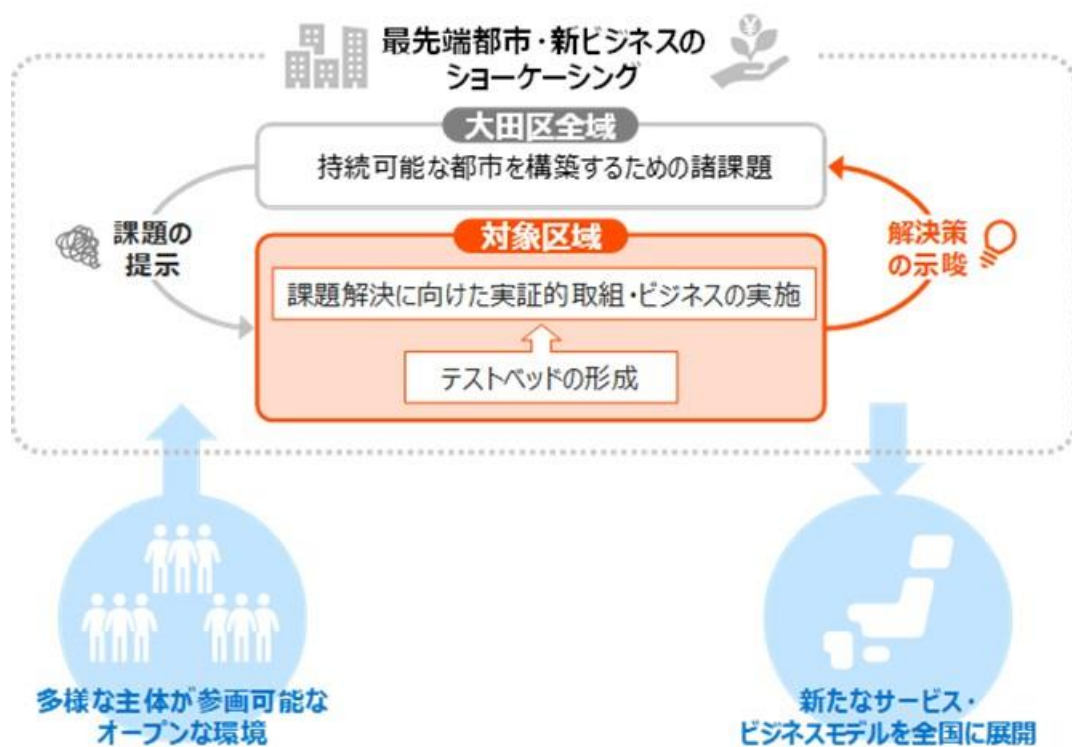 最先端都市・新ビジネスの
ショーケーシング
大田区全域
持続可能な都市を構築するための諸課題
課題の
提示
対象区域
解決策
の示唆
課題解決に向けた実証的取組・ビジネスの実施
テストベッドの形成
多様な主体が参画可能な
オープンな環境
新たなサービス・
ビジネスモデルを全国に展開